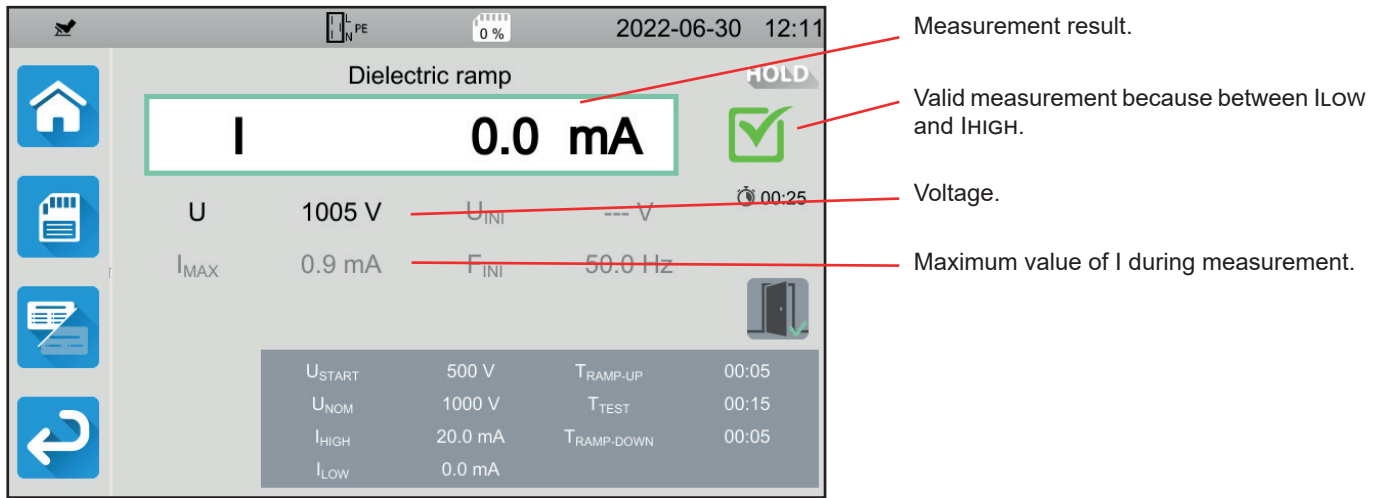 L
N PE
0 %
2022-06-30 12:11
Dielectric ramp
HOLD
I 0.0 mA
U 1005 V UINI --- V
00:25
IMAX 0.9 mA FINI 50.0 Hz
USTART 500 V TRAMP-UP 00:05
UNOM 1000 V TTEST 00:15
IHIGH 20.0 mA TRAMP-DOWN 00:05
ILOW 0.0 mA
Measurement result.
Valid measurement because between ILOW
and IHIGH.
Voltage.
Maximum value of I during measurement.